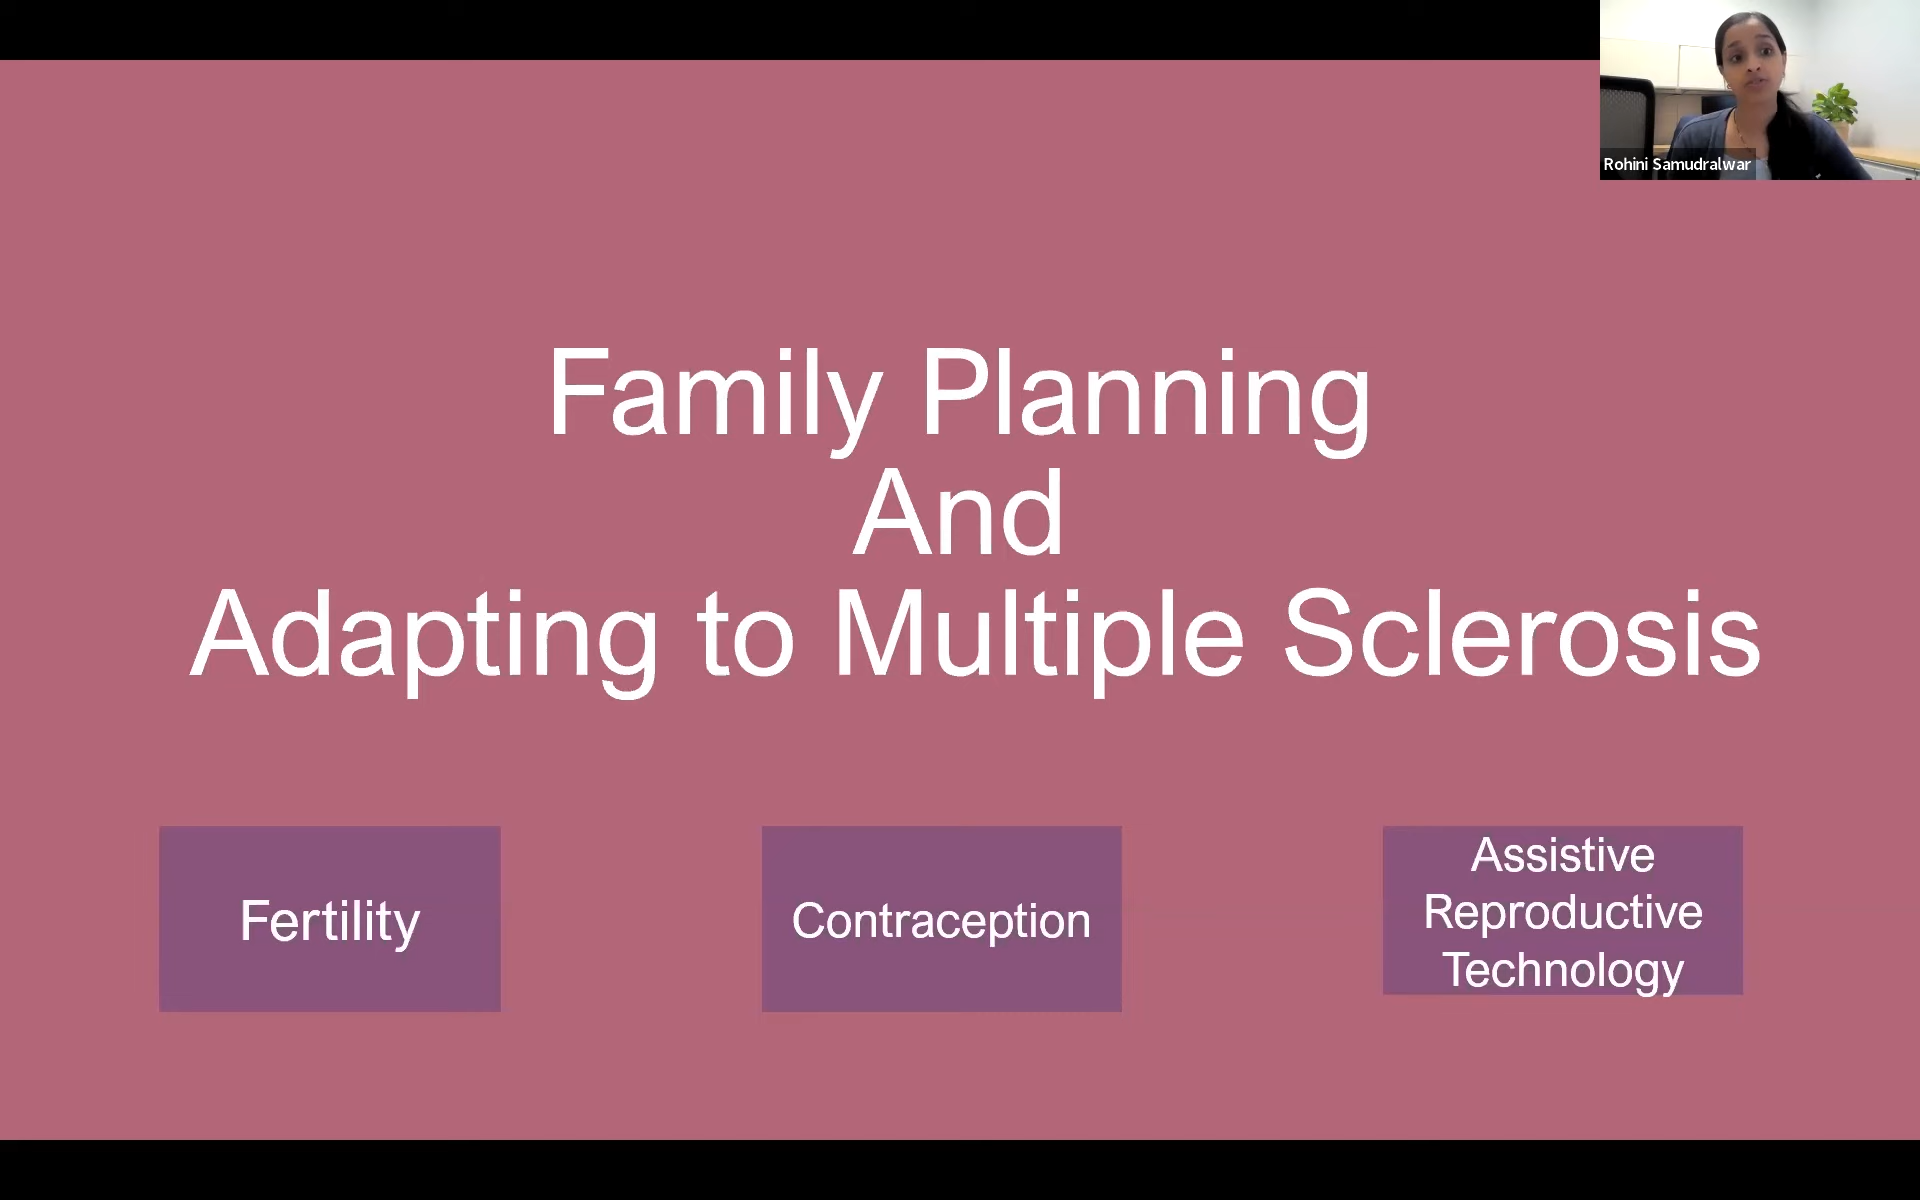 Rohini Samudralwar
Family Planning
And
Adapting to Multiple Sclerosis
Fertility
Contraception
Assistive
Reproductive
Technology